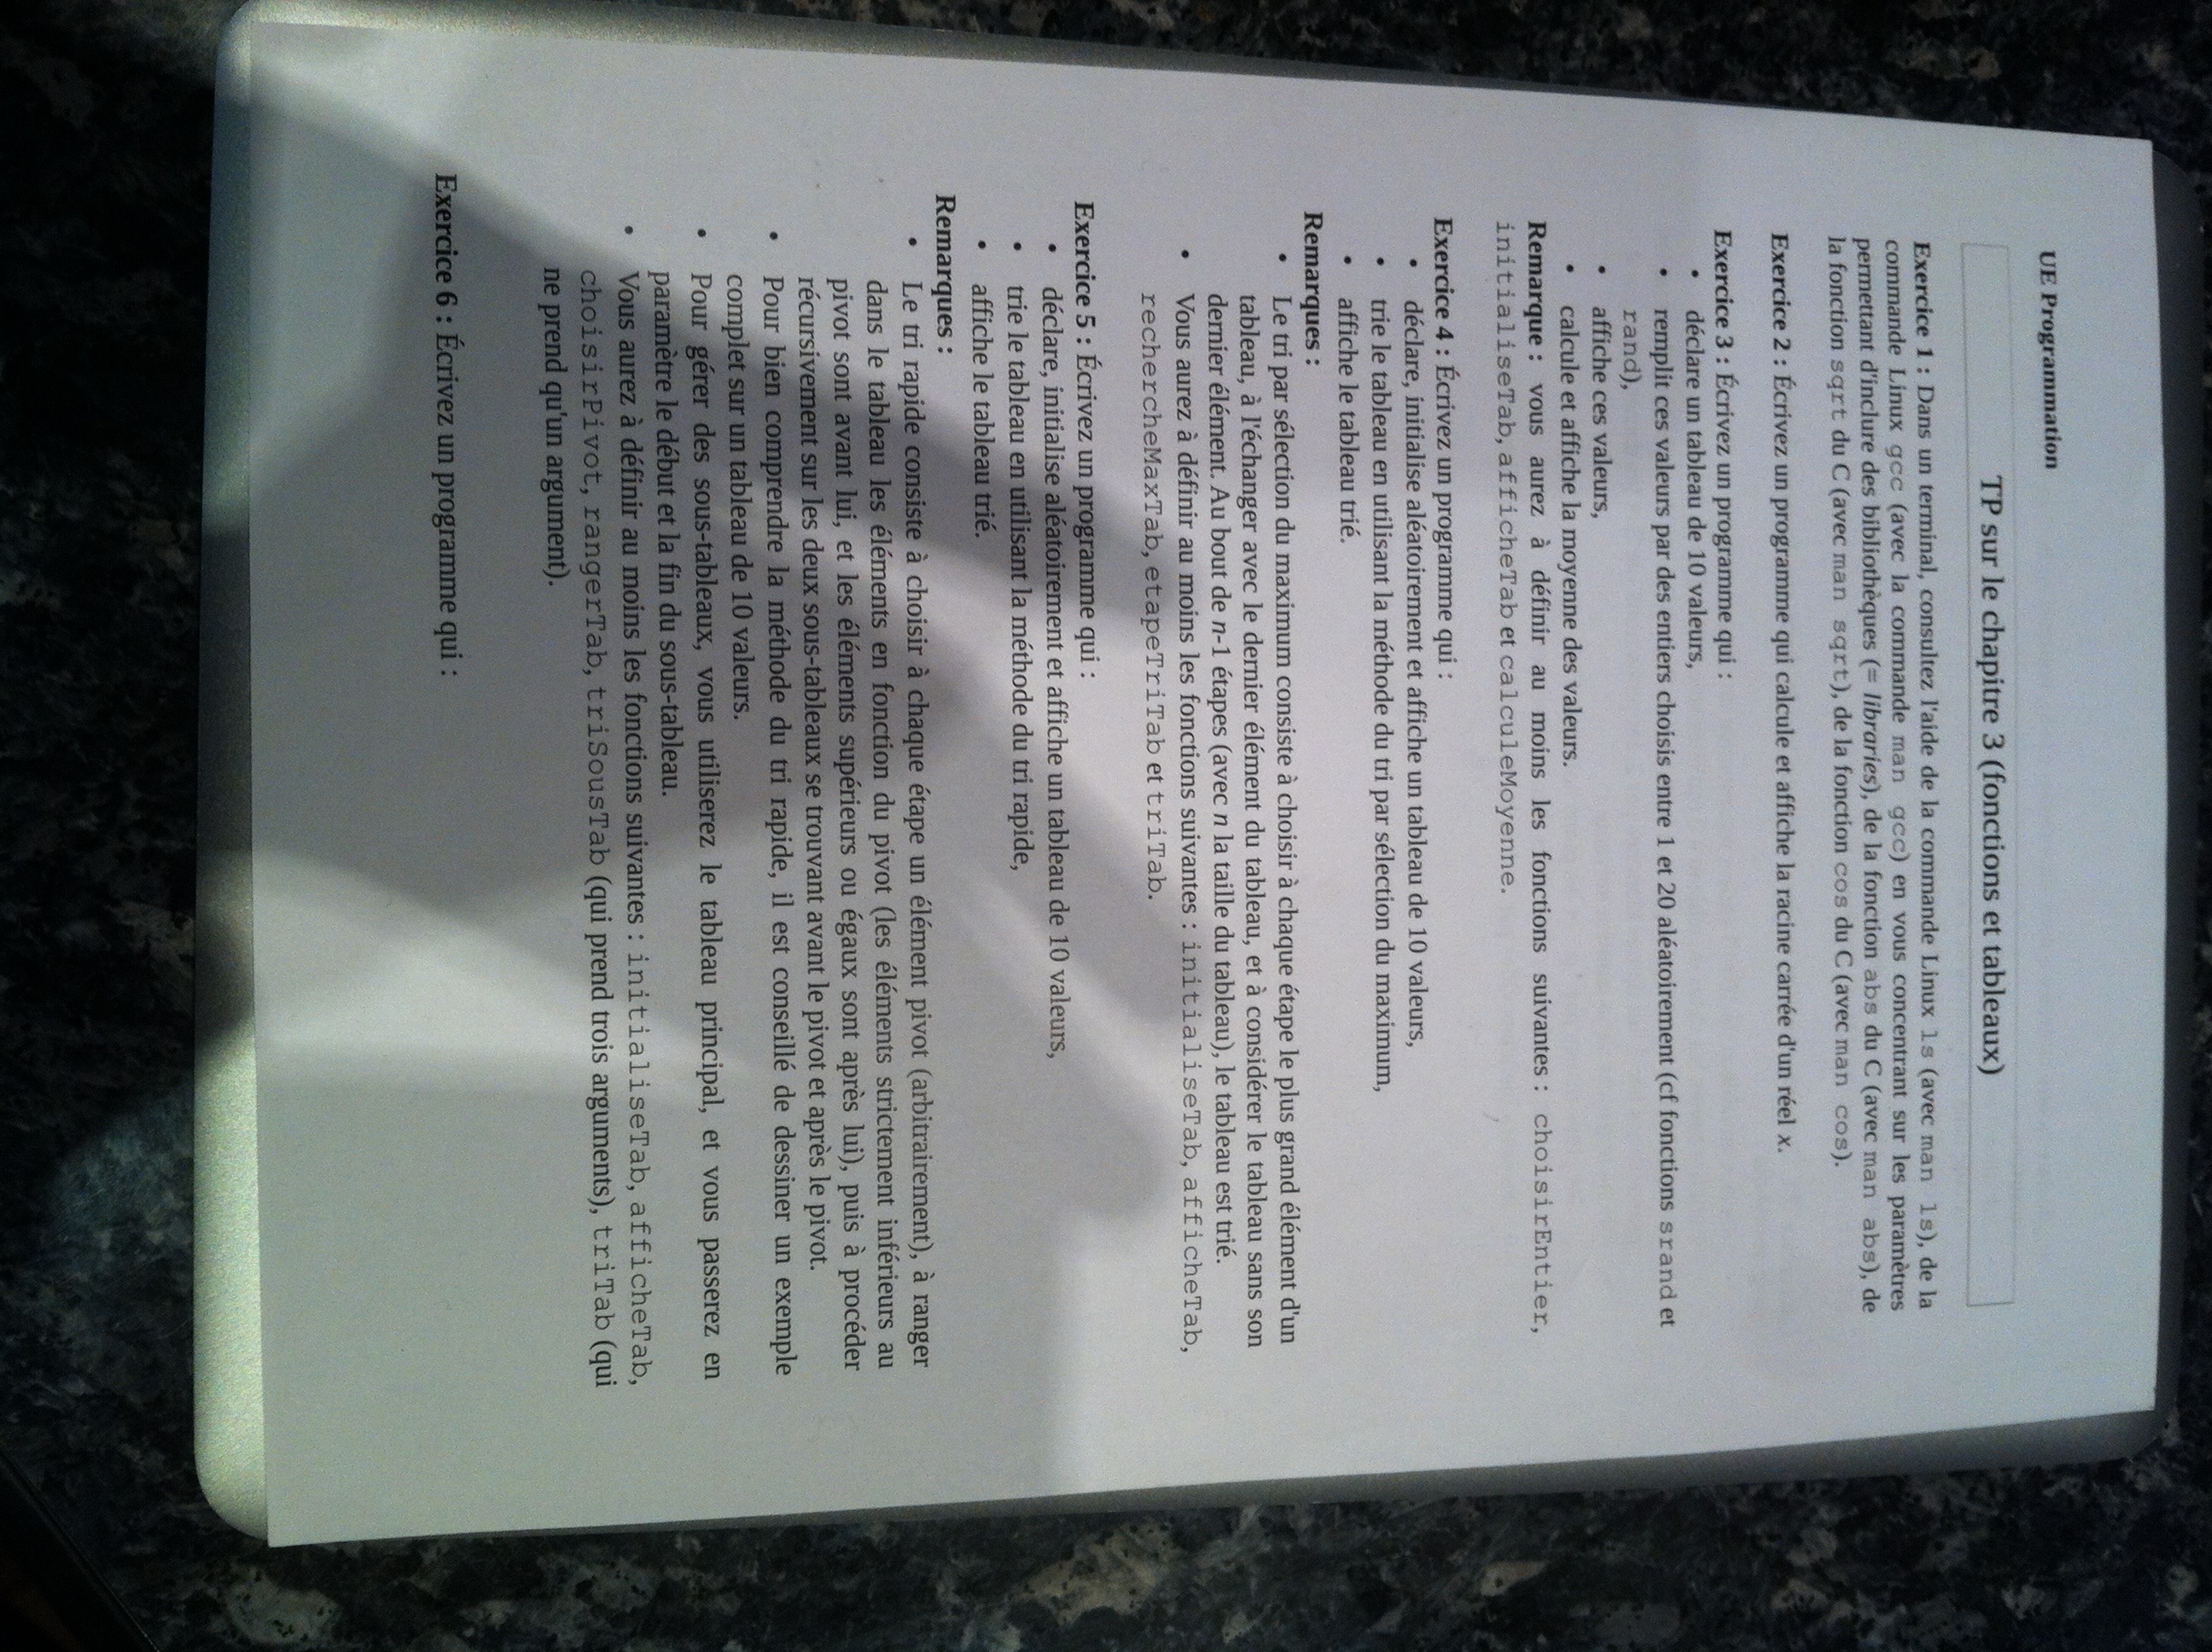 UE Programmation
TP sur le chapitre 3 (fonctions et tableaux)
Exercice 1 : Dans un terminal, consultez l'aide de la commande Linux ls (avec man ls), de la
commande Linux gcc (avec la commande man gcc) en vous concentrant sur les paramètres
permettant d'inclure des bibliothèques (= libraries), de la fonction abs du C (avec man abs), de
la fonction sqrt du C (avec man sqrt), de la fonction cos du C (avec man cos).
Exercice 2 : Écrivez un programme qui calcule et affiche la racine carrée d'un réel x.
Exercice 3 : Écrivez un programme qui :
• déclare un tableau de 10 valeurs,
• remplit ces valeurs par des entiers choisis entre 1 et 20 aléatoirement (cf fonctions srand et
rand),
• affiche ces valeurs,
• calcule et affiche la moyenne des valeurs.
Remarque : vous aurez à définir au moins les fonctions suivantes : choisirEntier,
initialiseTab, afficheTab et calculeMoyenne.
Exercice 4 : Écrivez un programme qui :
• déclare, initialise aléatoirement et affiche un tableau de 10 valeurs,
• trie le tableau en utilisant la méthode du tri par sélection du maximum,
• affiche le tableau trié.
Remarques :
• Le tri par sélection du maximum consiste à choisir à chaque étape le plus grand élément d'un
tableau, à l'échanger avec le dernier élément du tableau, et à considérer le tableau sans son
dernier élément. Au bout de n-1 étapes (avec n la taille du tableau), le tableau est trié.
• Vous aurez à définir au moins les fonctions suivantes : initialiseTab, afficheTab,
rechercheMaxTab, etapeTriTab et triTab.
Exercice 5 : Écrivez un programme qui :
• déclare, initialise aléatoirement et affiche un tableau de 10 valeurs,
• trie le tableau en utilisant la méthode du tri rapide,
• affiche le tableau trié.
Remarques :
• Le tri rapide consiste à choisir à chaque étape un élément pivot (arbitrairement), à ranger
dans le tableau les éléments en fonction du pivot (les éléments strictement inférieurs au
pivot sont avant lui, et les éléments supérieurs ou égaux sont après lui), puis à procéder
récursivement sur les deux sous-tableaux se trouvant avant le pivot et après le pivot.
• Pour bien comprendre la méthode du tri rapide, il est conseillé de dessiner un exemple
complet sur un tableau de 10 valeurs.
• Pour gérer des sous-tableaux, vous utiliserez le tableau principal, et vous passerez en
paramètre le début et la fin du sous-tableau.
• Vous aurez à définir au moins les fonctions suivantes : initialiseTab, afficheTab,
choisirPivot, rangerTab, triSousTab (qui prend trois arguments), triTab (qui
ne prend qu'un argument).
Exercice 6 : Écrivez un programme qui :